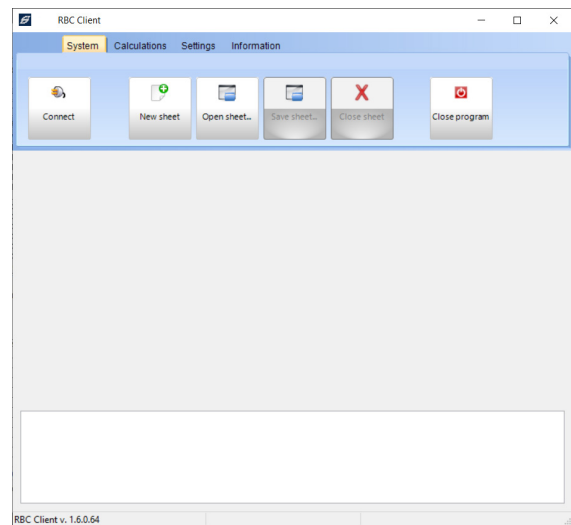 RBC Client
System Calculations Settings Information
Connect New sheet Open sheet... Save sheet... Close sheet Close program
RBC Client v. 1.6.0.64